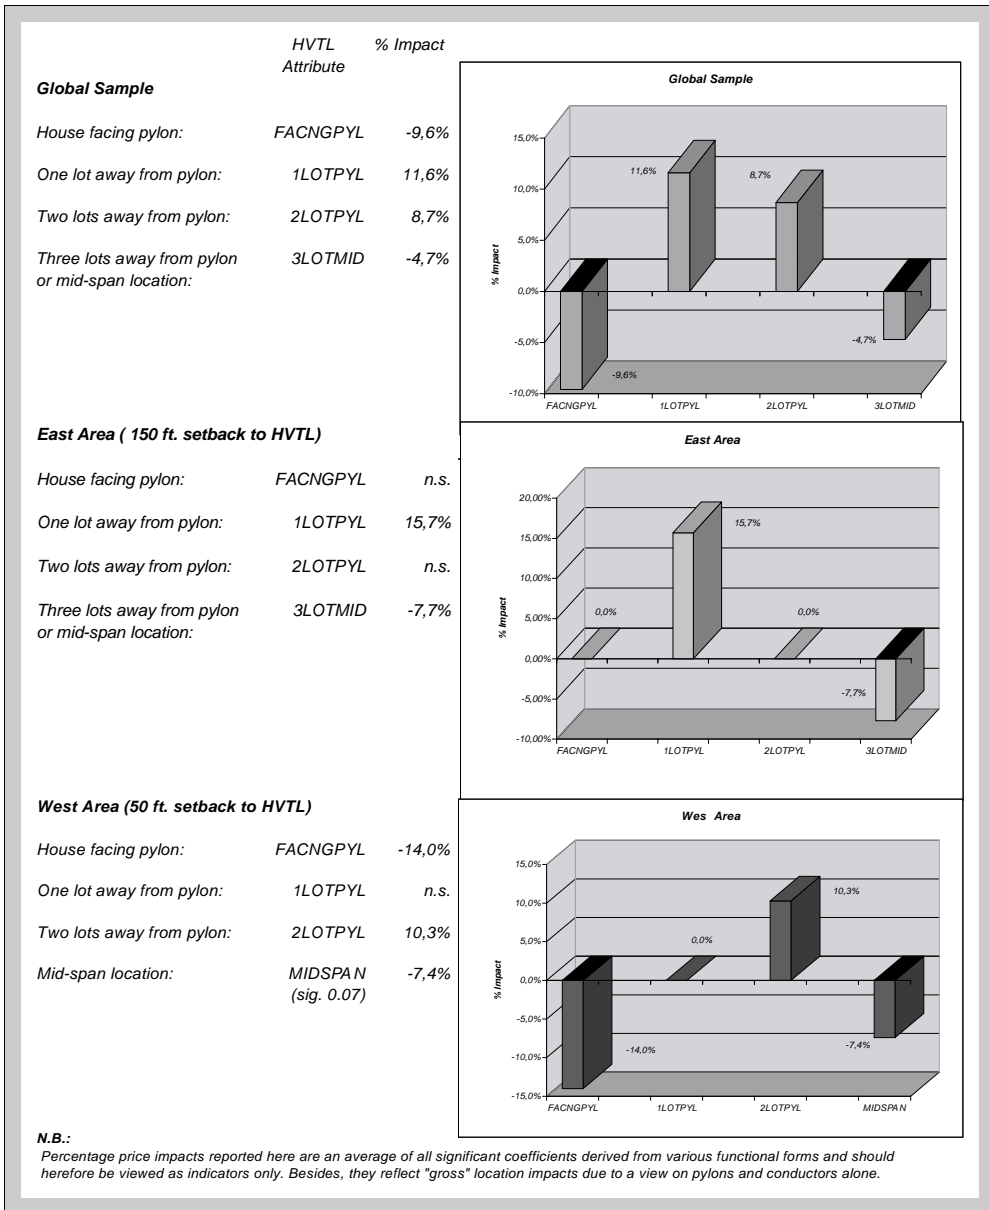 HVTL % Impact
Attribute
Global Sample
House facing pylon: FACNGPYL -9,6%
One lot away from pylon: 1LOTPYL 11,6%
Two lots away from pylon: 2LOTPYL 8,7%
Three lots away from pylon 3LOTMID -4,7%
or mid-span location:
Global Sample
15,0%
10,0%
5,0%
0,0%
-5,0%
-10,0%
% Impact
11,6%
8,7%
-4,7%
-9,6%
FACNGPYL 1LOTPYL 2LOTPYL 3LOTMID
East Area ( 150 ft. setback to HVTL)
House facing pylon: FACNGPYL n.s.
One lot away from pylon: 1LOTPYL 15,7%
Two lots away from pylon: 2LOTPYL n.s.
Three lots away from pylon 3LOTMID -7,7%
or mid-span location:
East Area
20,00%
15,00%
10,00%
5,00%
0,00%
-5,00%
-10,00%
% Impact
15,7%
0,0%
0,0%
-7,7%
FACNGPYL 1LOTPYL 2LOTPYL 3LOTMID
West Area (50 ft. setback to HVTL)
House facing pylon: FACNGPYL -14,0%
One lot away from pylon: 1LOTPYL n.s.
Two lots away from pylon: 2LOTPYL 10,3%
Mid-span location: MIDSPAN -7,4%
(sig. 0.07)
Wes Area
15,0%
10,0%
5,0%
0,0%
-5,0%
-10,0%
-15,0%
% Impact
10,3%
0,0%
-14,0%
-7,4%
FACNGPYL 1LOTPYL 2LOTPYL MIDSPAN
N.B.:
Percentage price impacts reported here are an average of all significant coefficients derived from various functional forms and should
herefore be viewed as indicators only. Besides, they reflect "gross" location impacts due to a view on pylons and conductors alone.